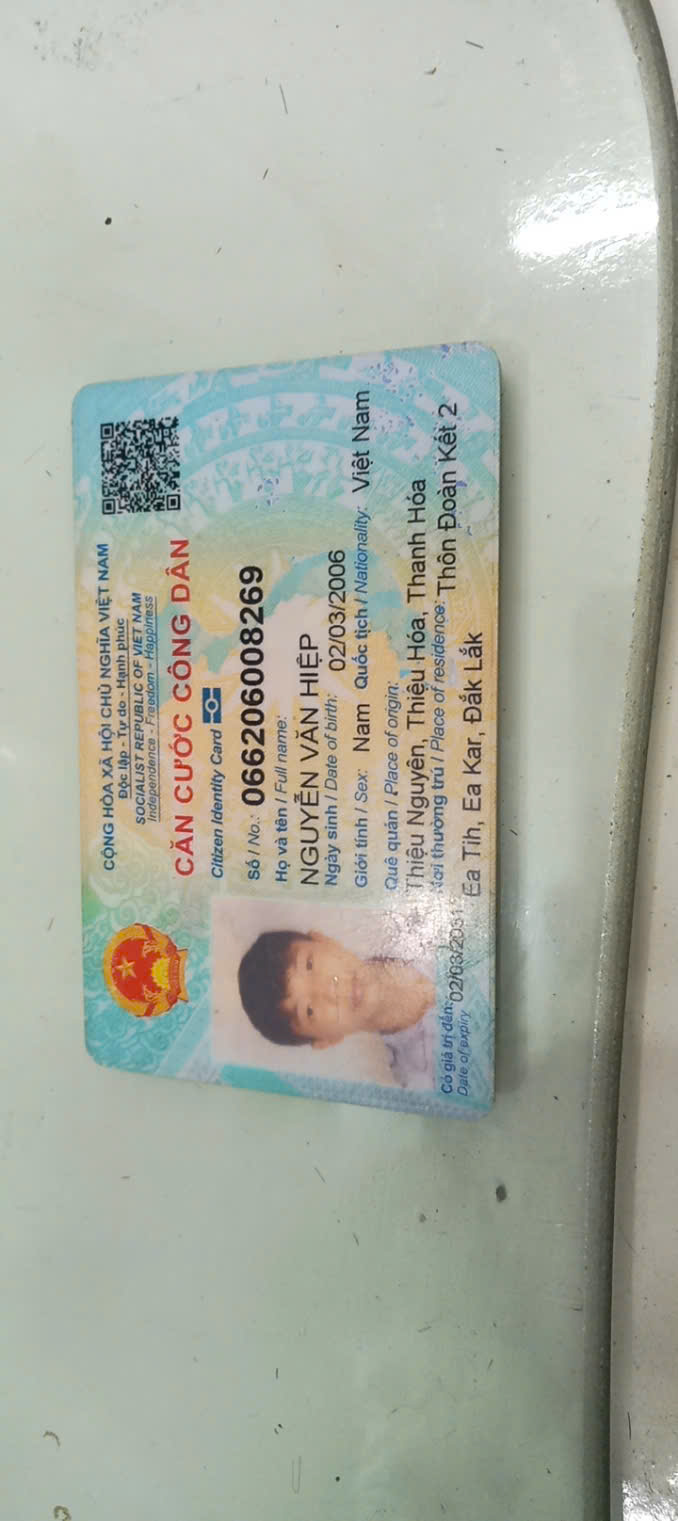 CỘNG HÒA XÃ HỘI CHỦ NGHĨA VIỆT NAM
Độc lập - Tự do - Hạnh phúc
SOCIALIST REPUBLIC OF VIET NAM
Independence - Freedom - Happiness
CĂN CƯỚC CÔNG DÂN
Citizen Identity Card
Số / No.: 066206008269
Họ và tên / Full name:
NGUYỄN VĂN HIỆP
Ngày sinh / Date of birth: 02/03/2006
Giới tính / Sex: Nam Quốc tịch / Nationality: Việt Nam
Quê quán / Place of origin:
Thiệu Nguyên, Thiệu Hóa, Thanh Hóa
Nơi thường trú / Place of residence: Thôn Đoàn Kết 2
Ea Tih, Ea Kar, Đắk Lắk
Có giá trị đến: 02/03/2031
Date of expiry